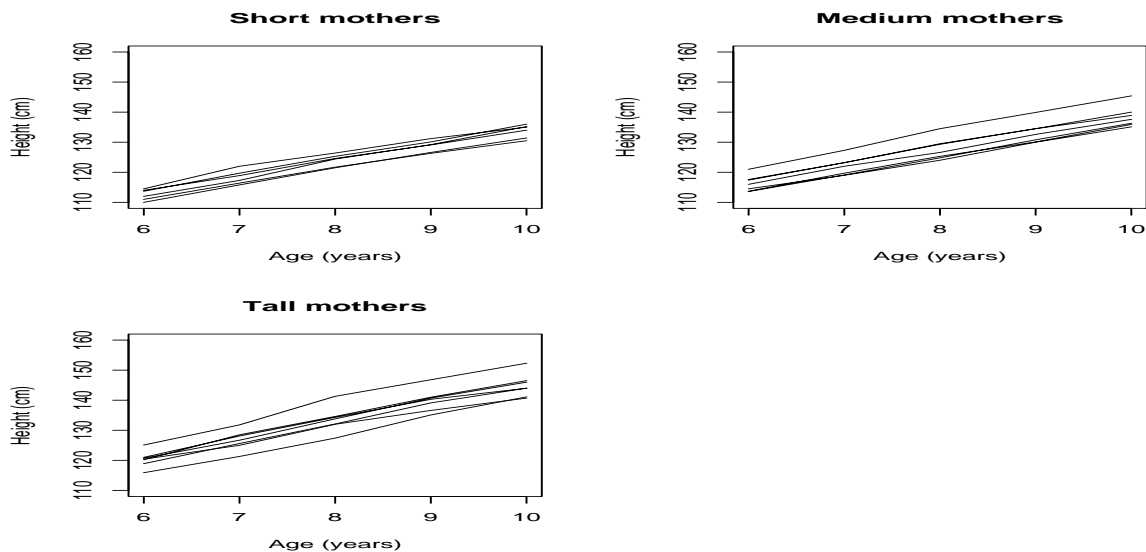 Short mothers
Height (cm)
160
150
140
130
120
110
6 7 8 9 10
Age (years)
Medium mothers
Height (cm)
160
150
140
130
120
110
6 7 8 9 10
Age (years)
Tall mothers
Height (cm)
160
150
140
130
120
110
6 7 8 9 10
Age (years)